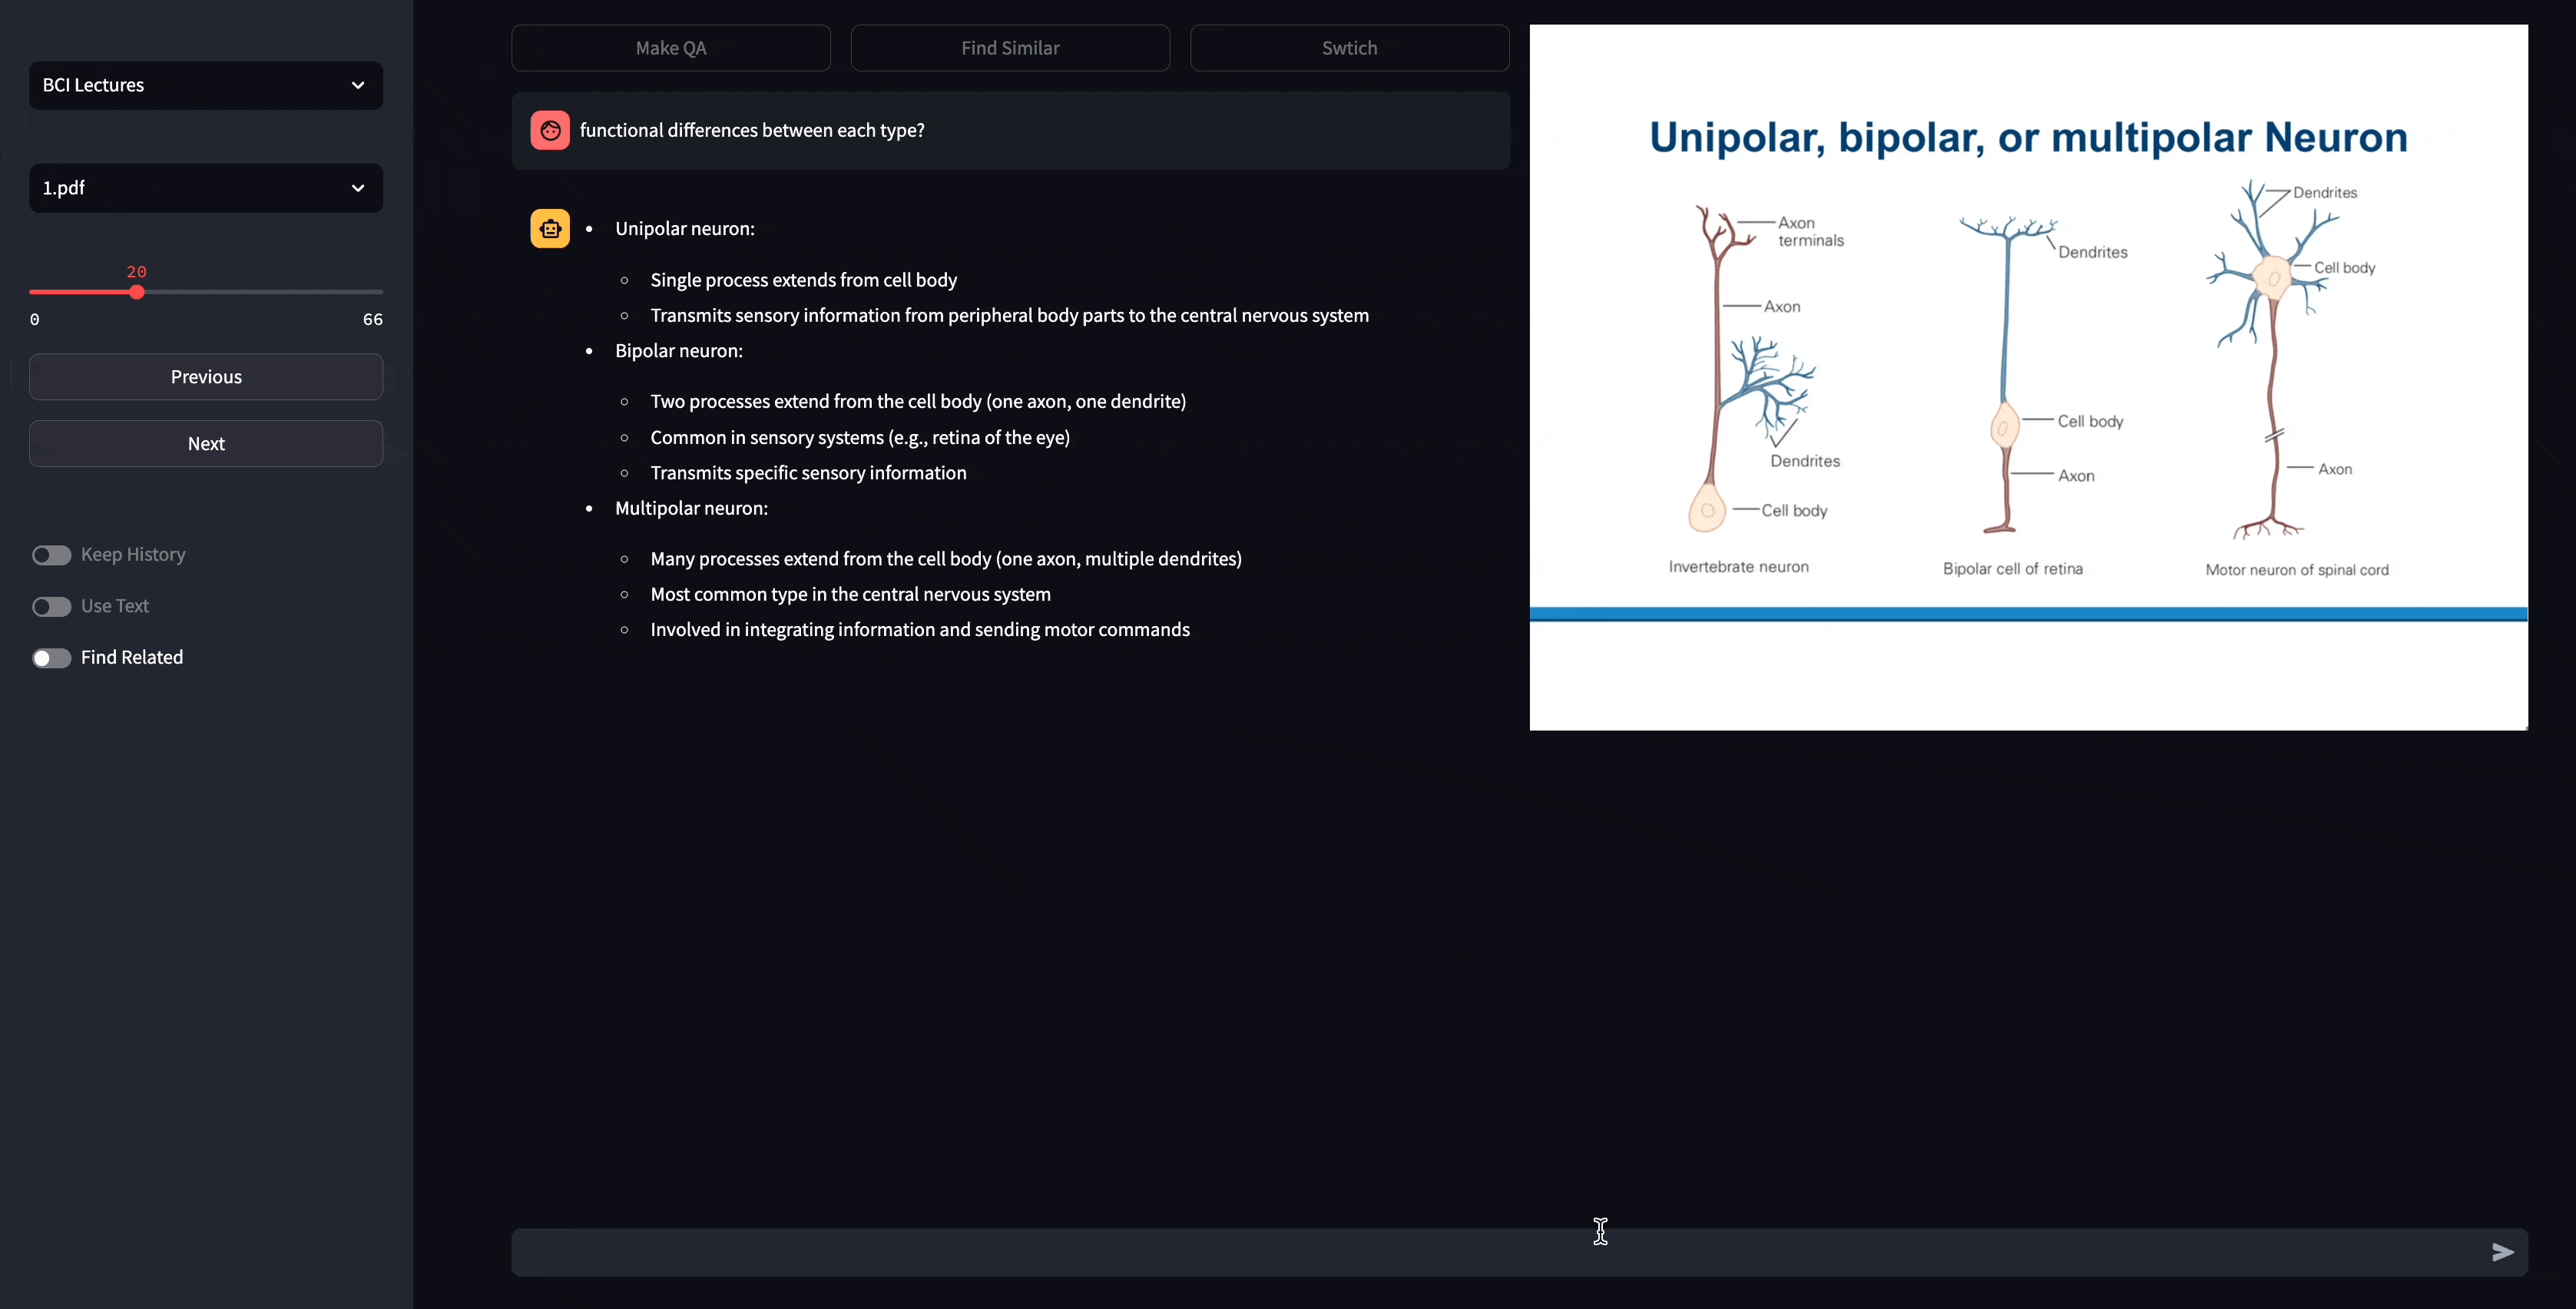 BCI Lectures
1.pdf
20
0 66
Previous
Next
Keep History
Use Text
Find Related
Make QA
Find Similar
Swtich
functional differences between each type?
Unipolar neuron:
Single process extends from cell body
Transmits sensory information from peripheral body parts to the central nervous system
Bipolar neuron:
Two processes extend from the cell body (one axon, one dendrite)
Common in sensory systems (e.g., retina of the eye)
Transmits specific sensory information
Multipolar neuron:
Many processes extend from the cell body (one axon, multiple dendrites)
Most common type in the central nervous system
Involved in integrating information and sending motor commands
Unipolar, bipolar, or multipolar Neuron
Axon
terminals
Axon
Dendrites
Cell body
Invertebrate neuron
Dendrites
Cell body
Axon
Bipolar cell of retina
Dendrites
Cell body
Axon
Motor neuron of spinal cord